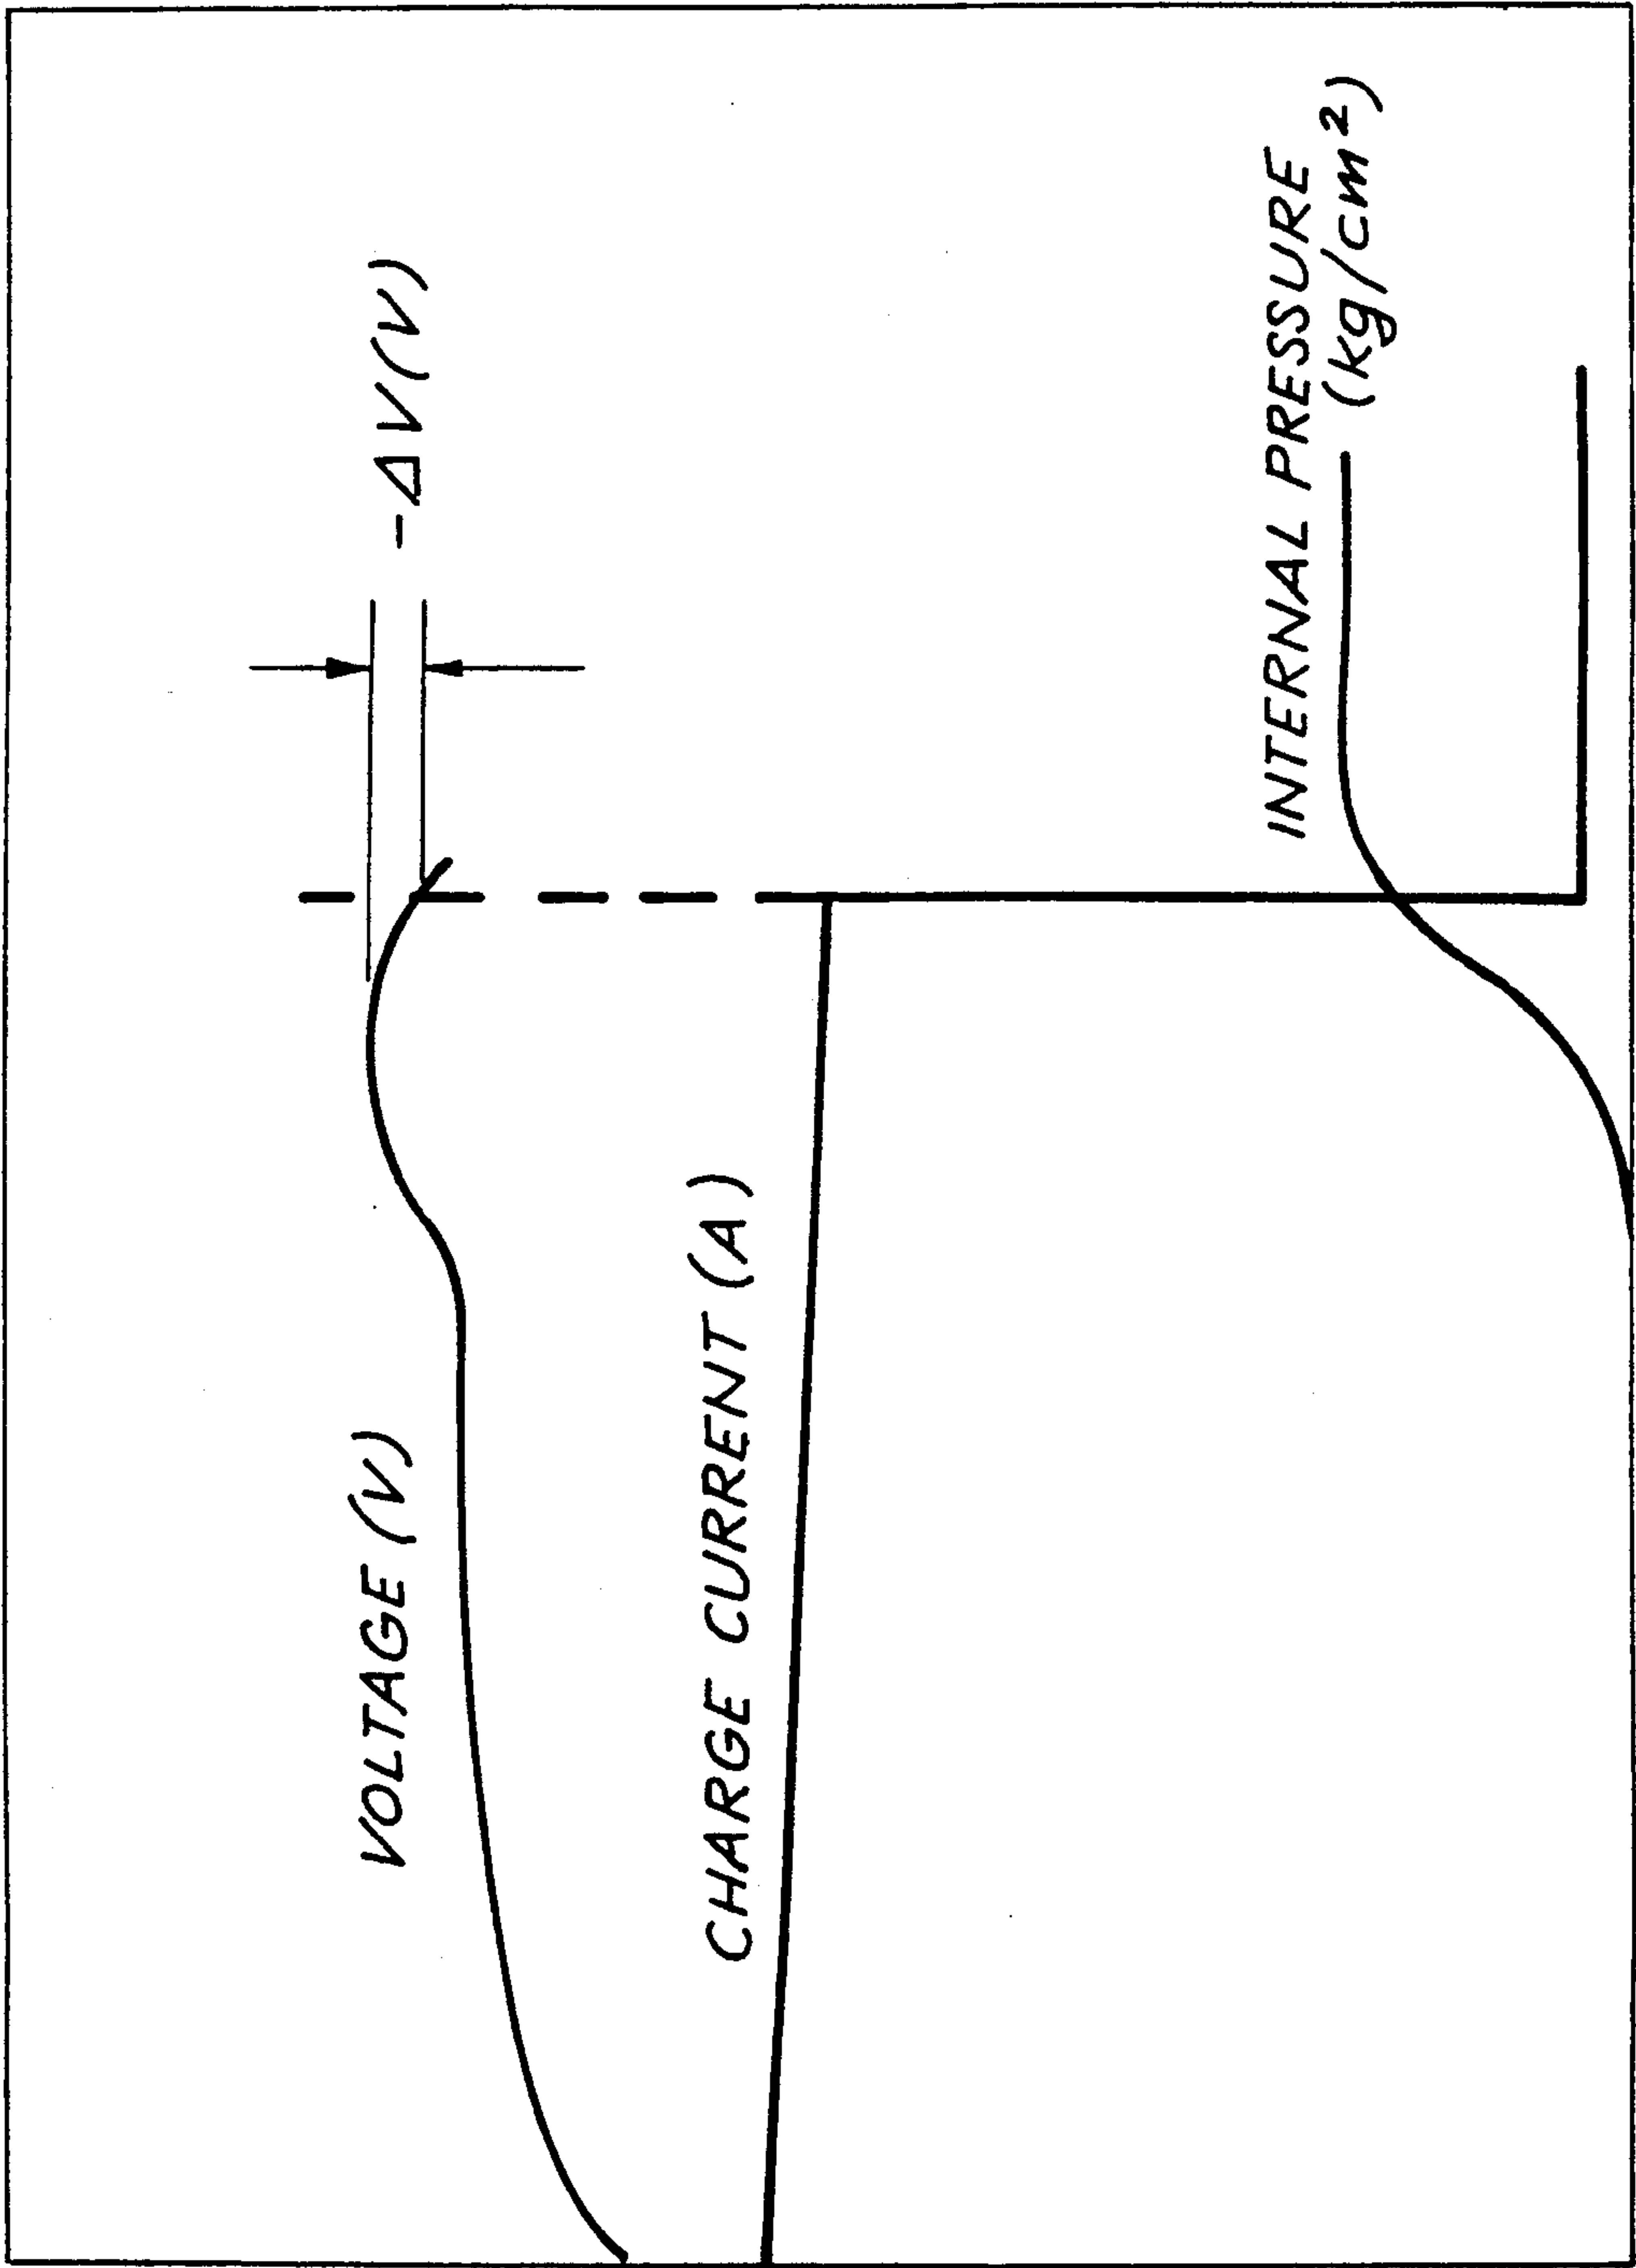 -ΔV(V)
VOLTAGE (V)
CHARGE CURRENT (A)
INTERNAL PRESSURE
(kg/cm²)